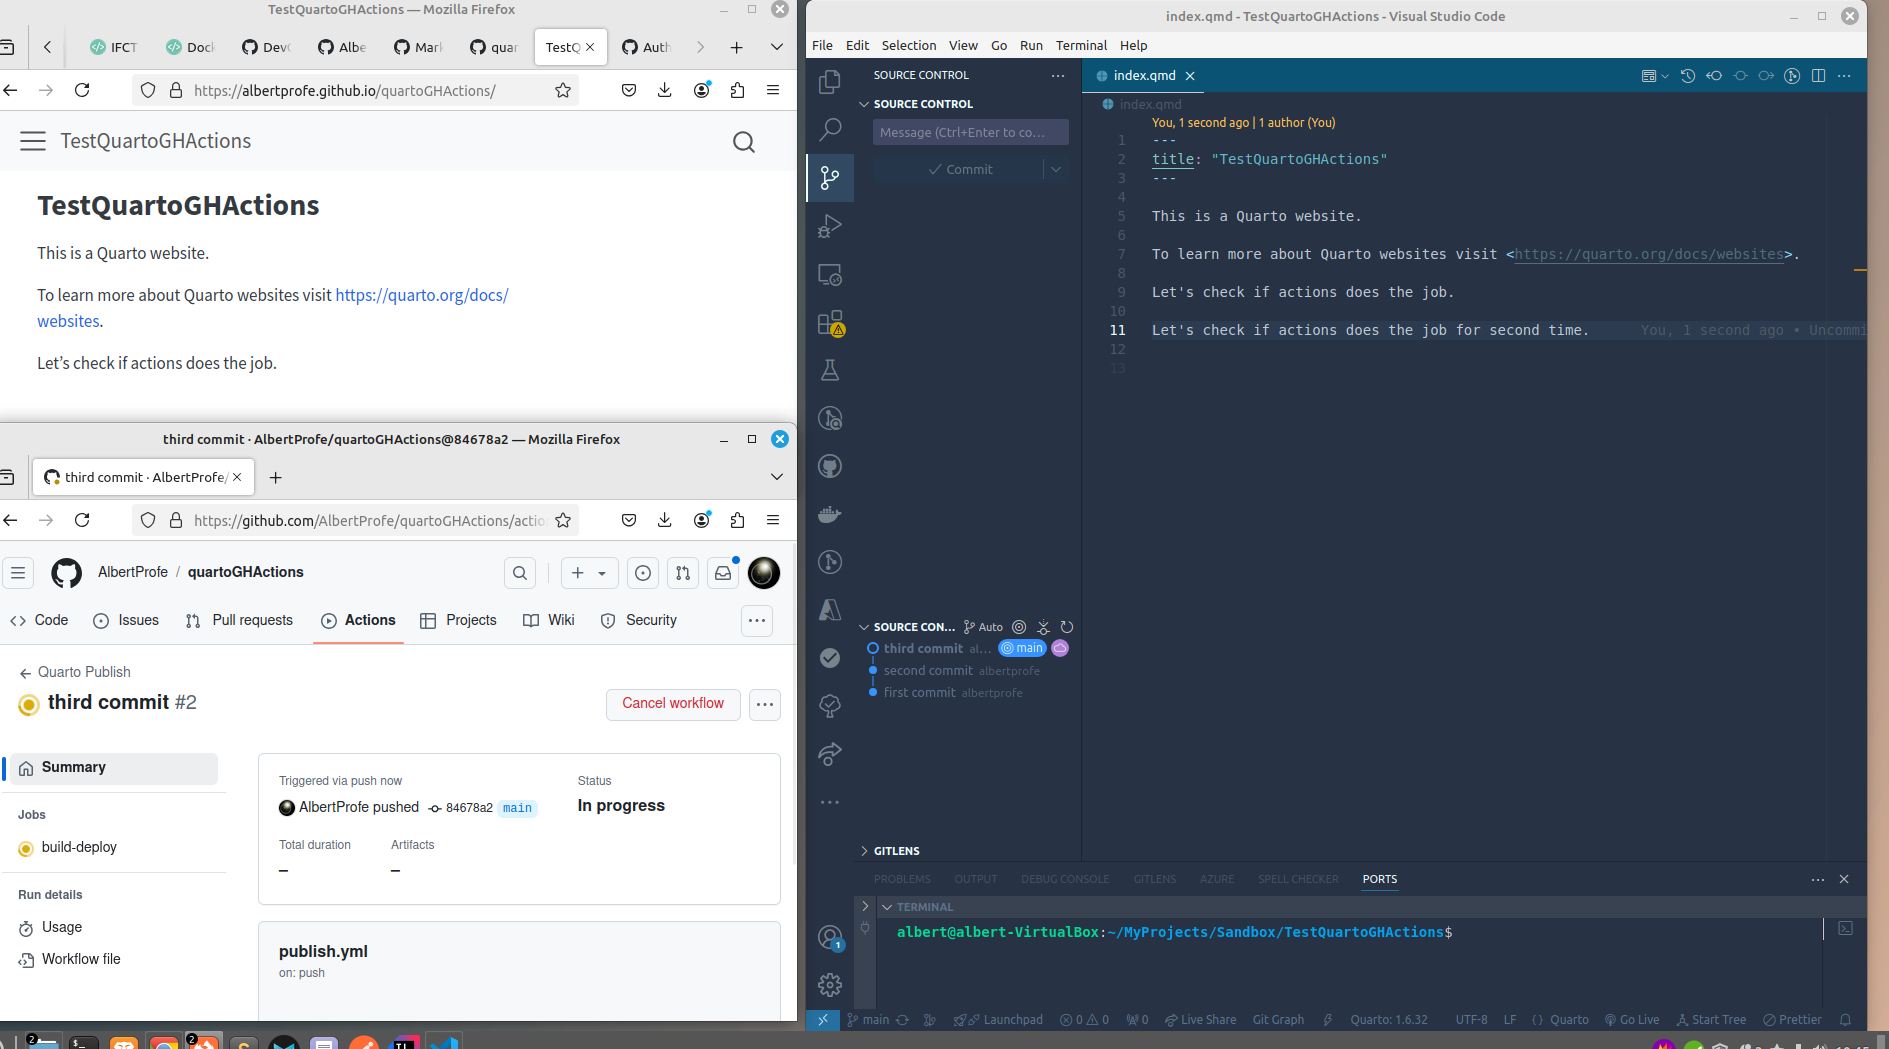 TestQuartoGHActions — Mozilla Firefox
IFCT
Dock
Dev
Albe
Mark
quar
TestQ
Auth
https://albertprofe.github.io/quartoGHActions/
TestQuartoGHActions
TestQuartoGHActions
This is a Quarto website.
To learn more about Quarto websites visit https://quarto.org/docs/
websites.
Let’s check if actions does the job.
third commit · AlbertProfe/quartoGHActions@84678a2 — Mozilla Firefox
third commit · AlbertProfe/
https://github.com/AlbertProfe/quartoGHActions/actio
AlbertProfe / quartoGHActions
Code
Issues
Pull requests
Actions
Projects
Wiki
Security
Quarto Publish
third commit #2
Cancel workflow
Summary
Jobs
build-deploy
Run details
Usage
Workflow file
Triggered via push now
AlbertProfe pushed 84678a2 main
Status
In progress
Total duration
–
Artifacts
–
publish.yml
on: push
2
2
index.qmd - TestQuartoGHActions - Visual Studio Code
File Edit Selection View Go Run Terminal Help
SOURCE CONTROL
SOURCE CONTROL
Message (Ctrl+Enter to co…
Commit
SOURCE CON… Auto
third commit al… main
second commit albertprofe
first commit albertprofe
GITLENS
1
index.qmd
index.qmd
You, 1 second ago | 1 author (You)
1 ---
2 title: "TestQuartoGHActions"
3 ---
4
5 This is a Quarto website.
6
7 To learn more about Quarto websites visit <https://quarto.org/docs/websites>.
8
9 Let's check if actions does the job.
10
11 Let's check if actions does the job for second time. You, 1 second ago • Uncommi
12
13
PROBLEMS OUTPUT DEBUG CONSOLE GITLENS AZURE SPELL CHECKER PORTS
TERMINAL
albert@albert-VirtualBox:~/MyProjects/Sandbox/TestQuartoGHActions$
main Launchpad 0 0 0 Live Share Git Graph Quarto: 1.6.32 UTF-8 LF Quarto Go Live Start Tree Prettier